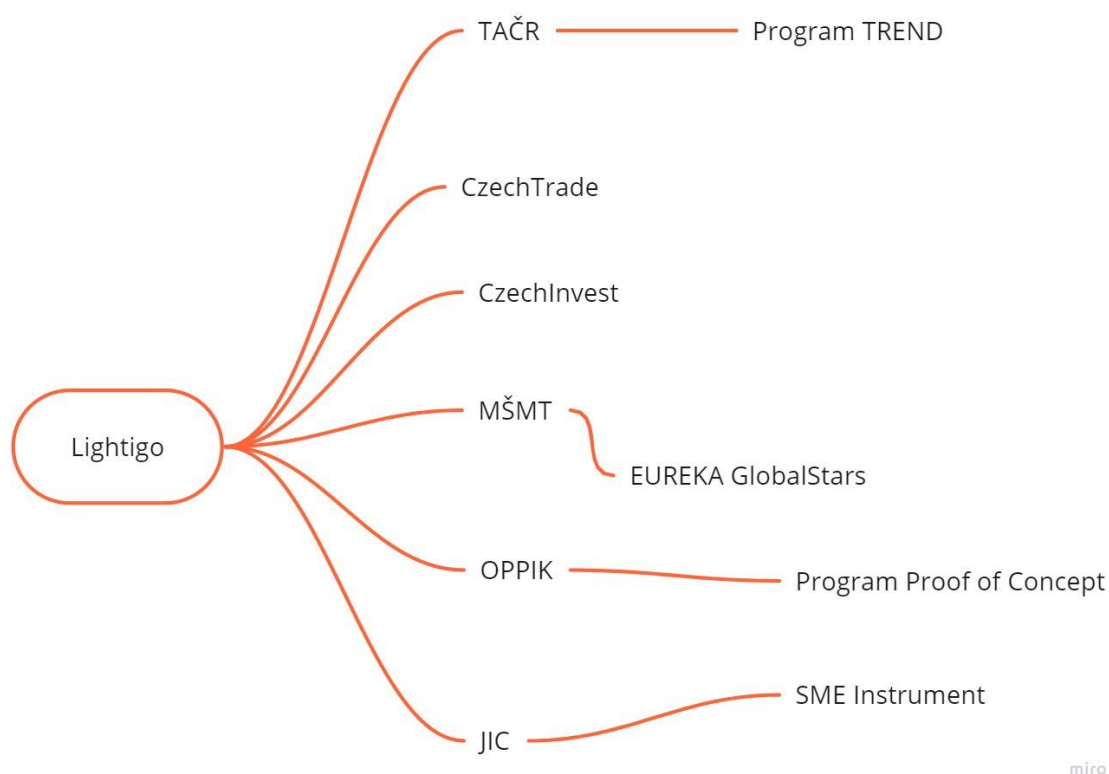 TAČR
Program TREND
CzechTrade
CzechInvest
Lightigo
MŠMT
EUREKA GlobalStars
OPPIK
Program Proof of Concept
SME Instrument
JIC
miro